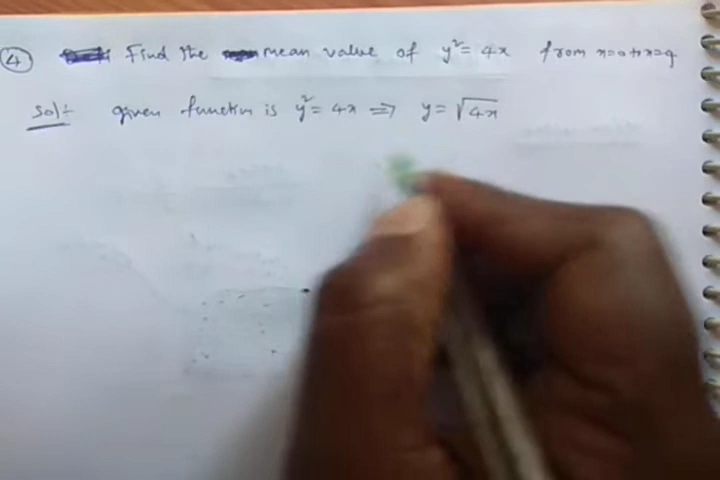 ④ Find the mean value of y² = 4x from x=0 to x=9
Sol:- given function is y² = 4x ⇒ y = √4x